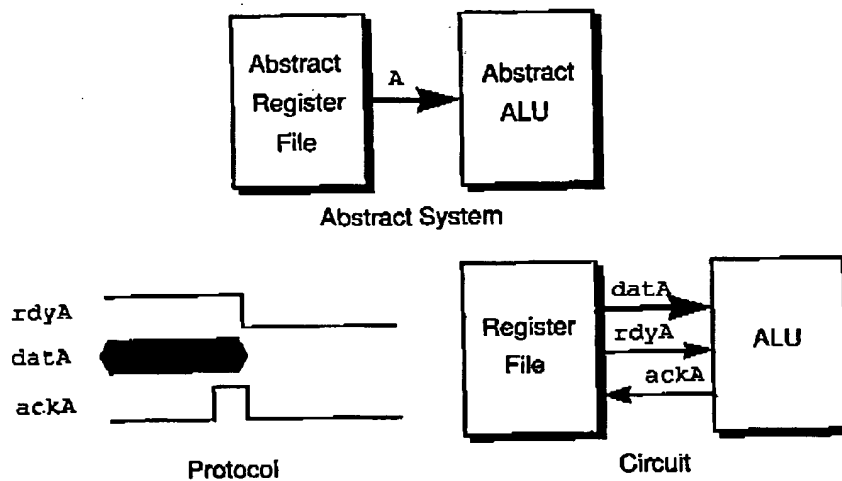 Abstract
Register
File
A
Abstract
ALU
Abstract System
rdyA
datA
ackA
Protocol
Register
File
datA
rdyA
ackA
ALU
Circuit